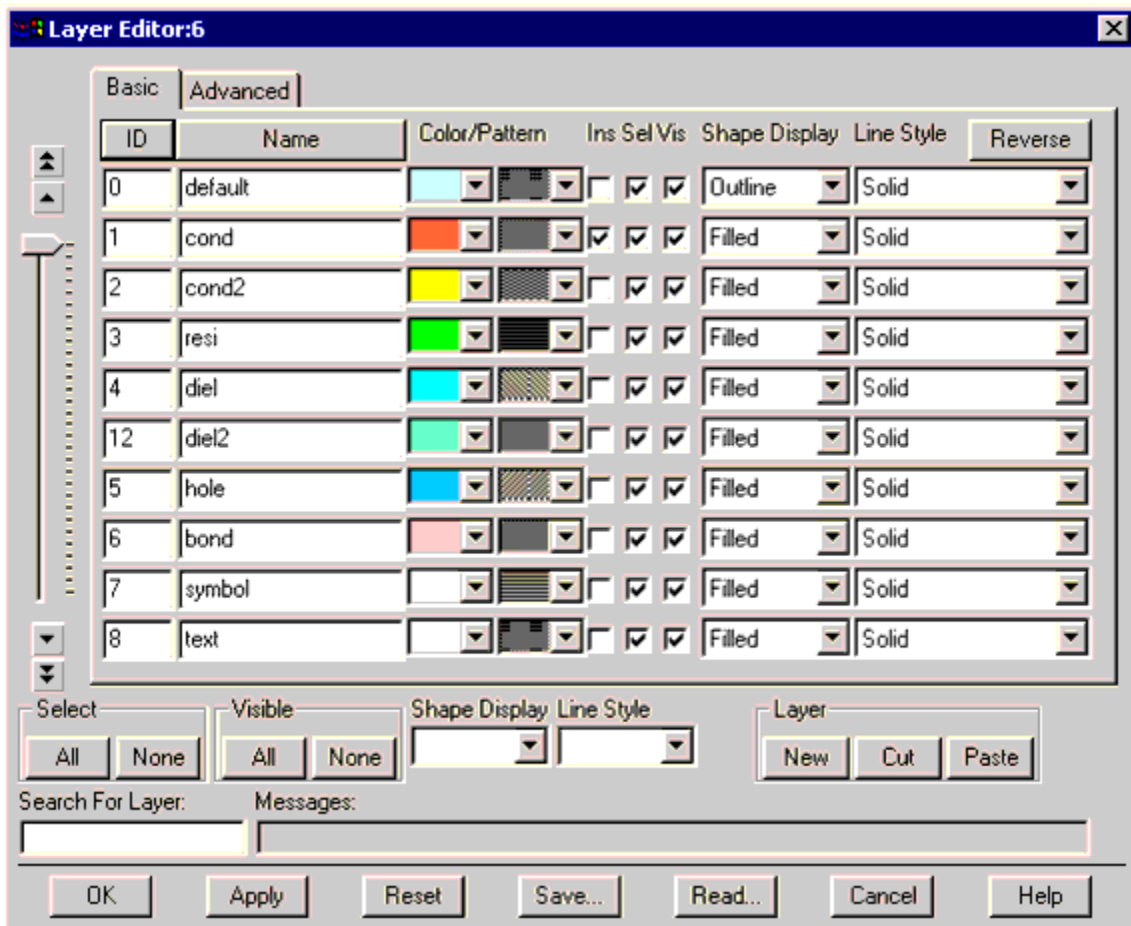 Layer Editor:6
Basic Advanced
ID Name Color/Pattern Ins Sel Vis Shape Display Line Style Reverse
0 default Outline Solid
1 cond Filled Solid
2 cond2 Filled Solid
3 resi Filled Solid
4 diel Filled Solid
12 diel2 Filled Solid
5 hole Filled Solid
6 bond Filled Solid
7 symbol Filled Solid
8 text Filled Solid
Select Visible Shape Display Line Style Layer
All None All None New Cut Paste
Search For Layer: Messages:
OK Apply Reset Save... Read... Cancel Help